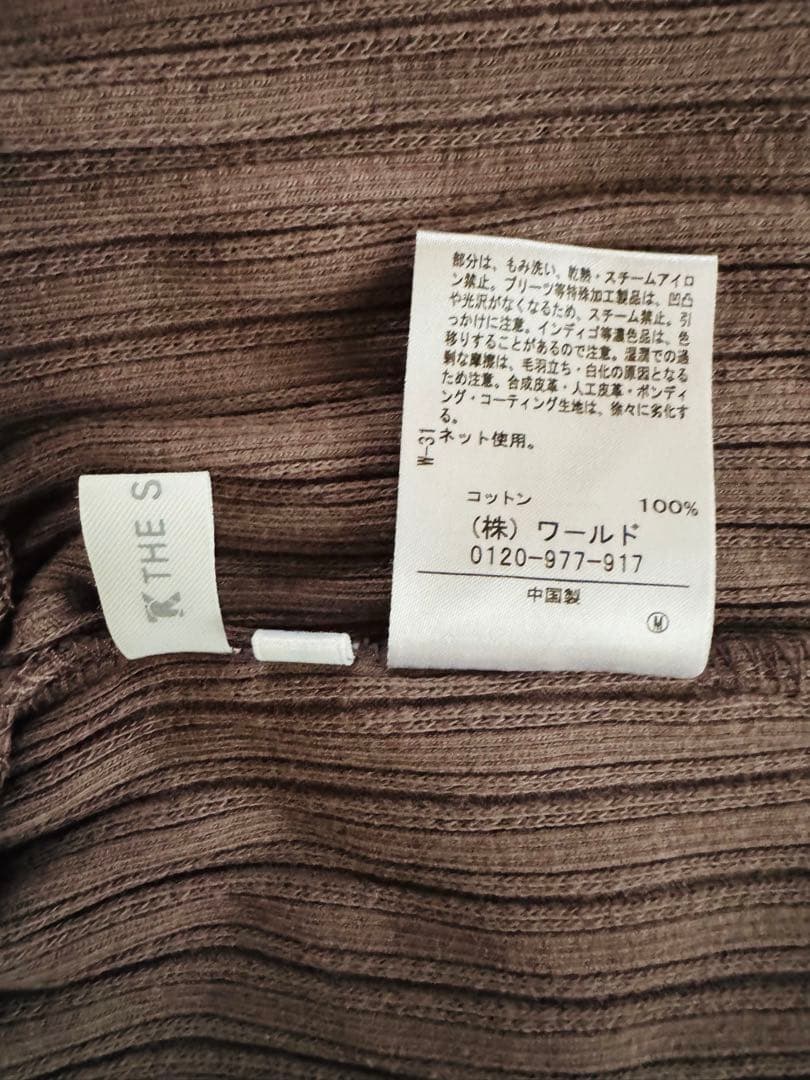 部分は、もみ洗い、乾熱・スチームアイロ
ン禁止。プリーツ等特殊加工製品は、凹凸
や光沢がなくなるため、スチーム禁止。引
っかけに注意。インディゴ等濃色品は、色
移りすることがあるので注意。湿潤での過
剰な摩擦は、毛羽立ち・白化の原因となる
ため注意。合成皮革・人工皮革・ボンディ
ング・コーティング生地は、徐々に劣化す
る。
ネット使用。
W-31
コットン 100%
(株) ワールド
0120-977-917
中国製
M
THE S